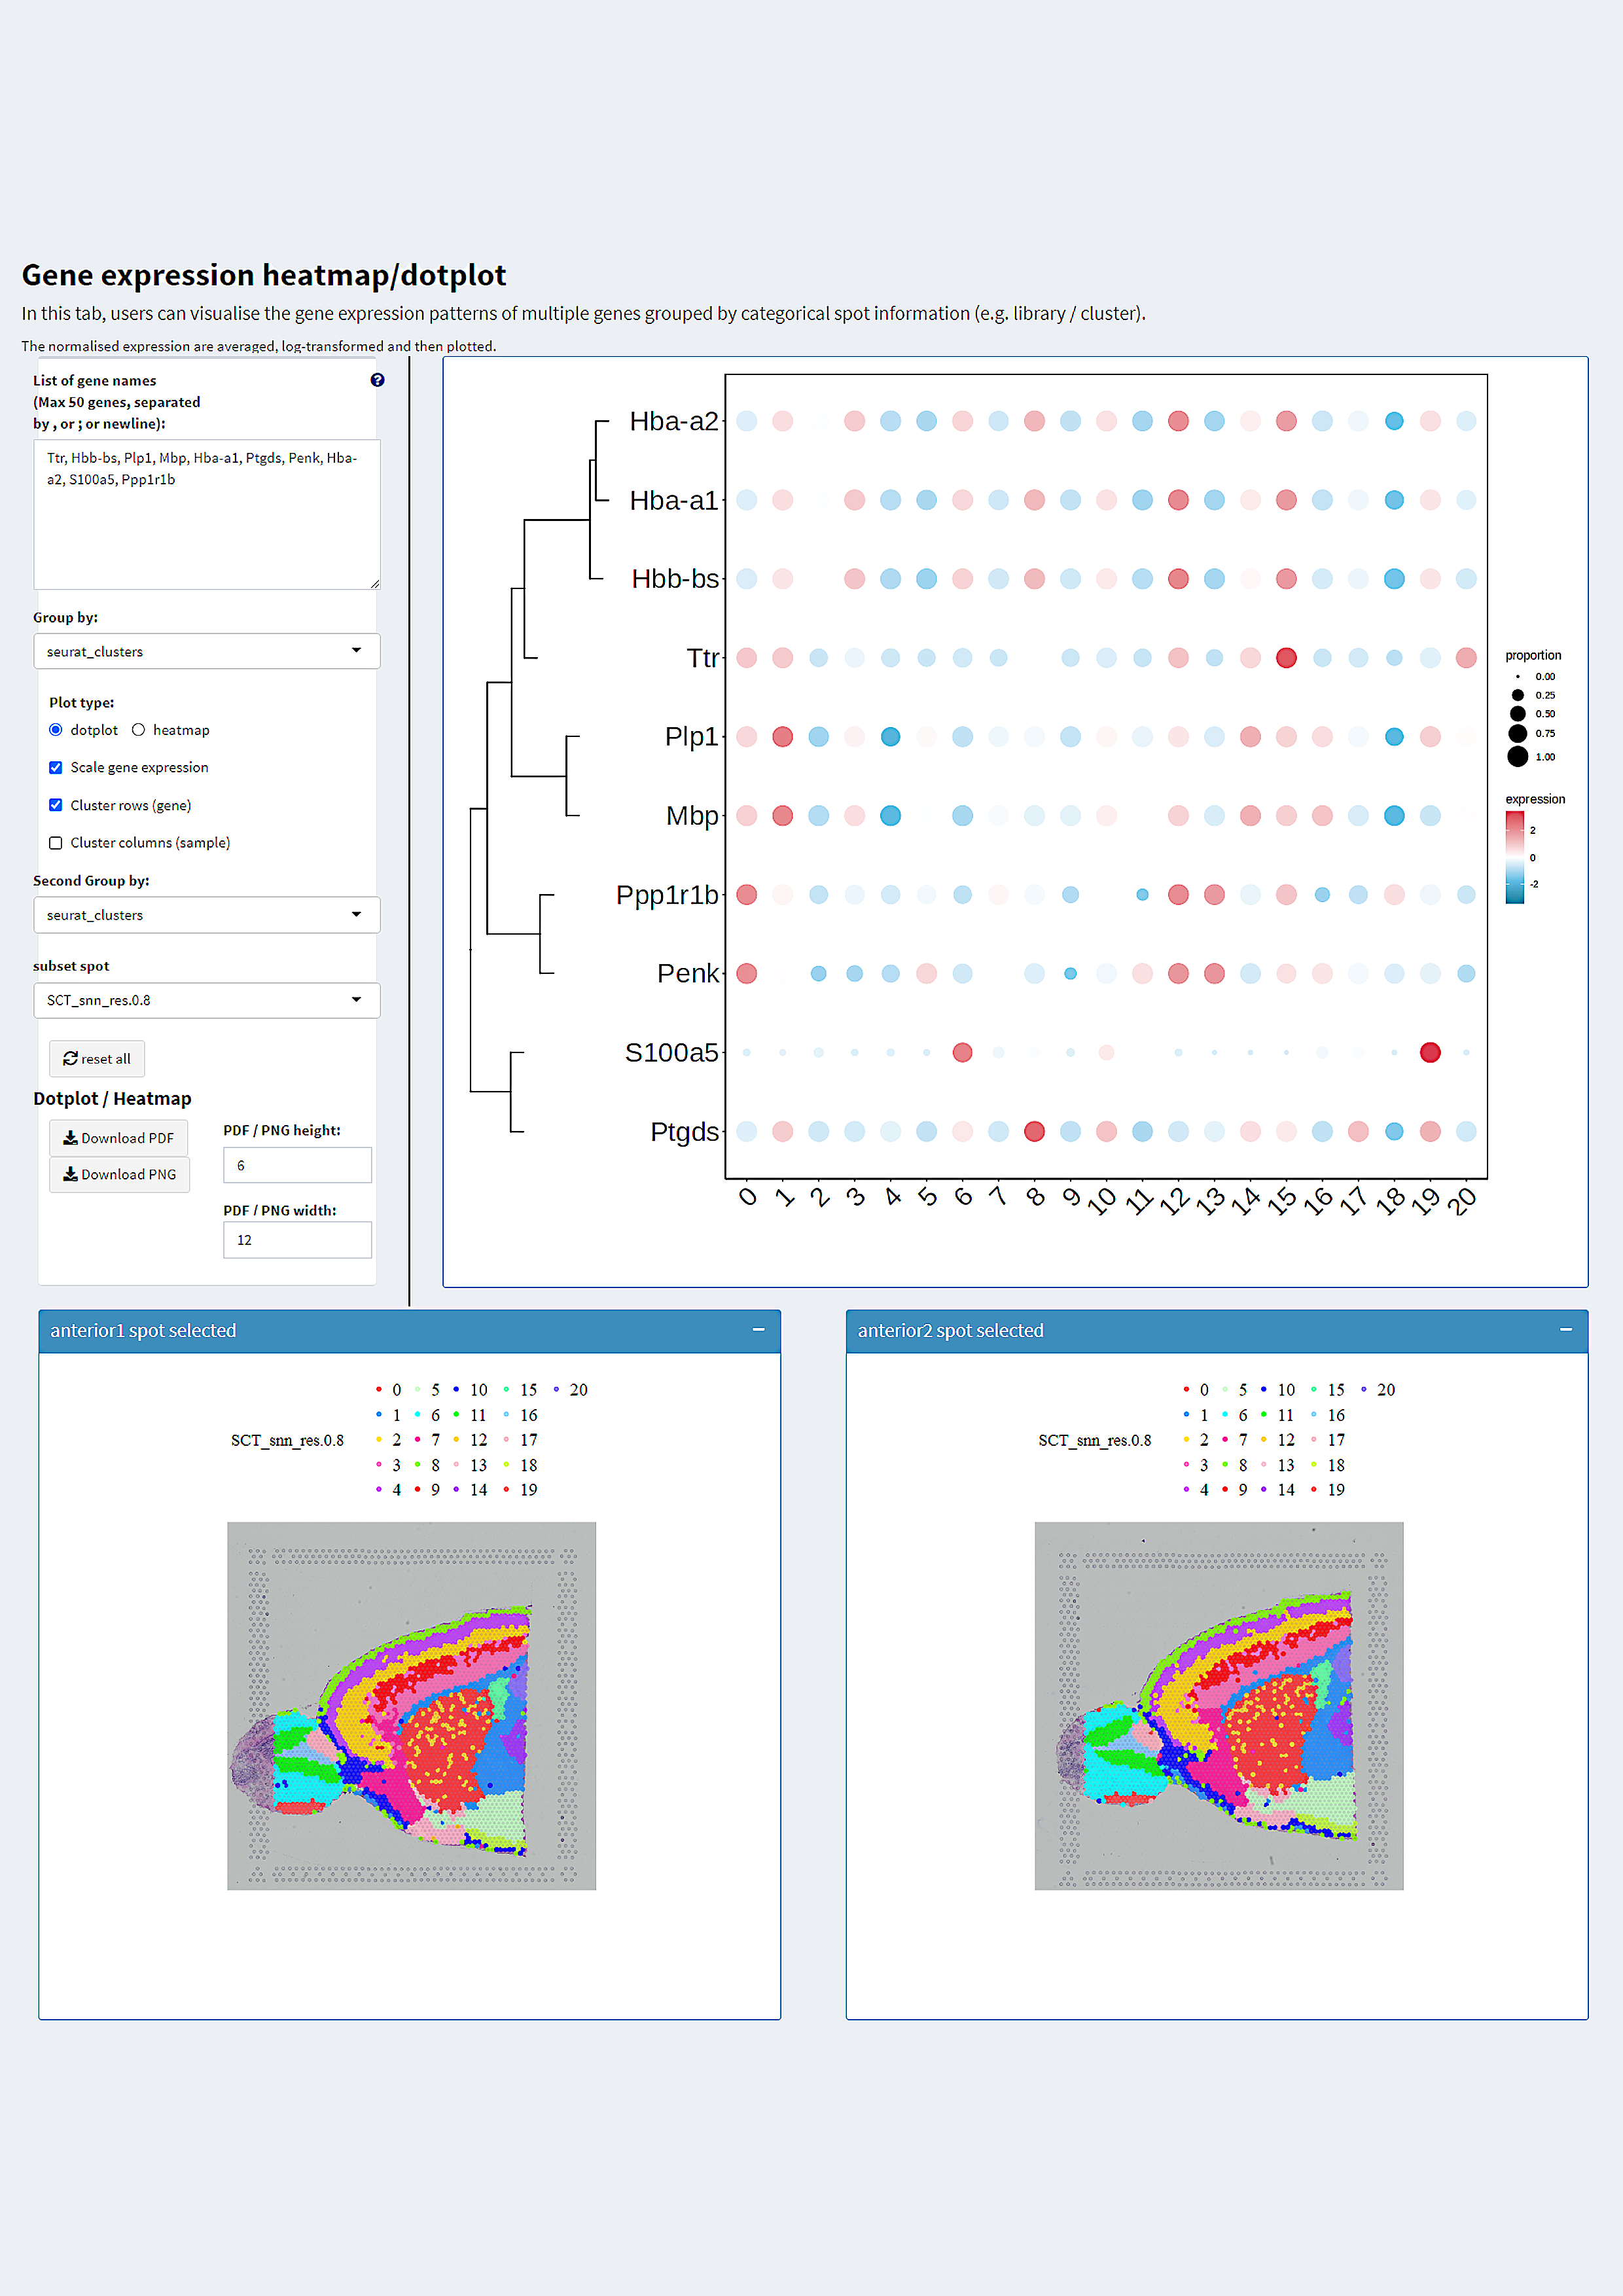 Gene expression heatmap/dotplot
In this tab, users can visualise the gene expression patterns of multiple genes grouped by categorical spot information (e.g. library / cluster).
The normalised expression are averaged, log-transformed and then plotted.
List of gene names
(Max 50 genes, separated
by , or ; or newline):
Ttr, Hbb-bs, Plp1, Mbp, Hba-a1, Ptgds, Penk, Hba-
a2, S100a5, Ppp1r1b
Group by:
seurat_clusters
Plot type:
dotplot heatmap
Scale gene expression
Cluster rows (gene)
Cluster columns (sample)
Second Group by:
seurat_clusters
subset spot
SCT_snn_res.0.8
reset all
Dotplot / Heatmap
Download PDF
Download PNG
PDF / PNG height:
6
PDF / PNG width:
12
Hba-a2
Hba-a1
Hbb-bs
Ttr
Plp1
Mbp
Ppp1r1b
Penk
S100a5
Ptgds
0 1 2 3 4 5 6 7 8 9 10 11 12 13 14 15 16 17 18 19 20
proportion
0.00
0.25
0.50
0.75
1.00
expression
2
0
-2
anterior1 spot selected
SCT_snn_res.0.8
0 5 10 15 20
1 6 11 16
2 7 12 17
3 8 13 18
4 9 14 19
anterior2 spot selected
SCT_snn_res.0.8
0 5 10 15 20
1 6 11 16
2 7 12 17
3 8 13 18
4 9 14 19